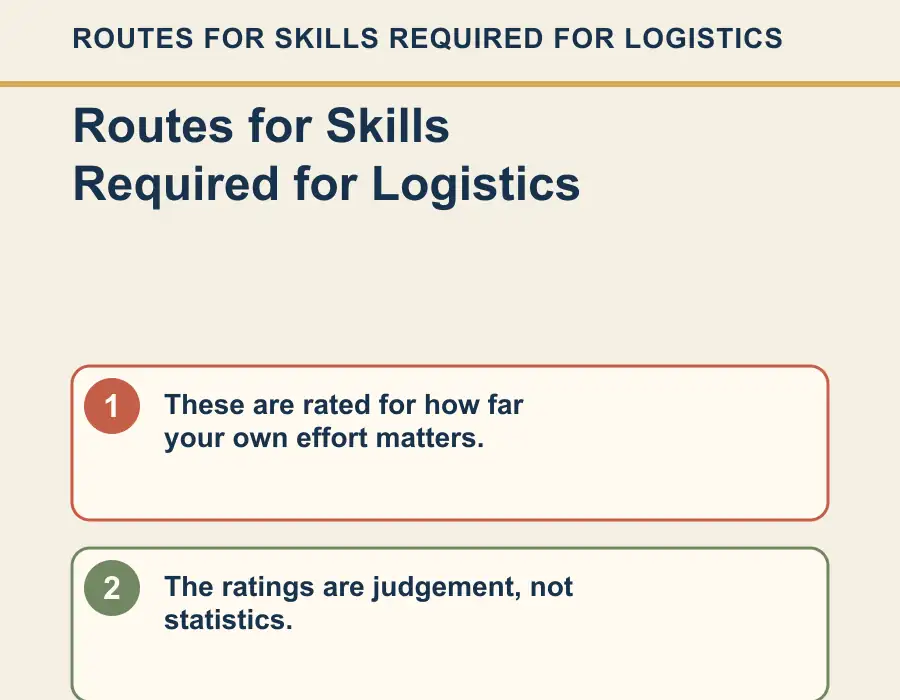 ROUTES FOR SKILLS REQUIRED FOR LOGISTICS
Routes for Skills
Required for Logistics
1
These are rated for how far
your own effort matters.
2
The ratings are judgement, not
statistics.